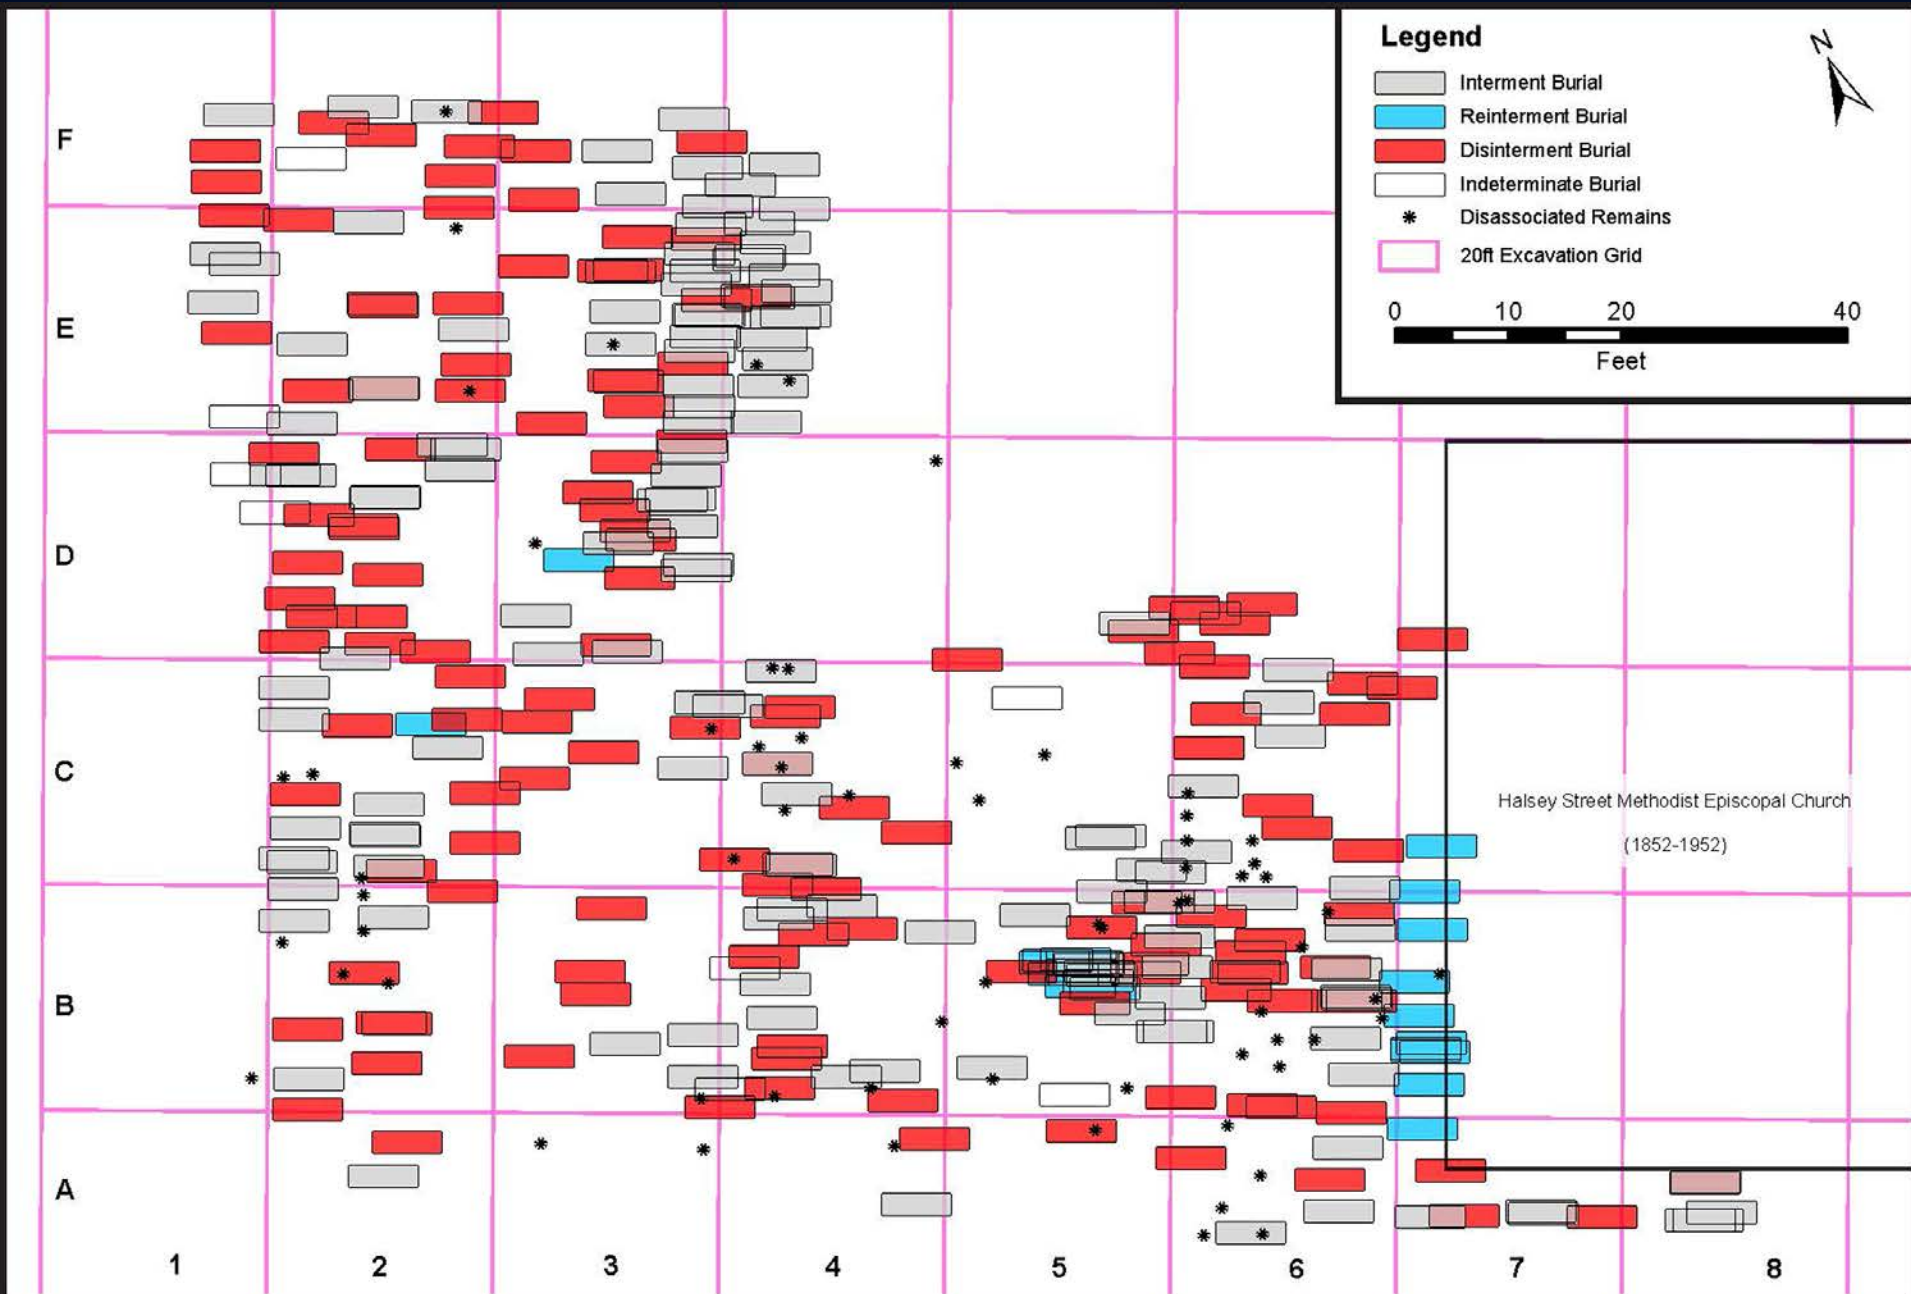 Legend
N
Interment Burial
Reinterment Burial
Disinterment Burial
Indeterminate Burial
* Disassociated Remains
20ft Excavation Grid
0 10 20 40
Feet
F
E
D
C
B
A
Halsey Street Methodist Episcopal Church
(1852-1952)
1 2 3 4 5 6 7 8